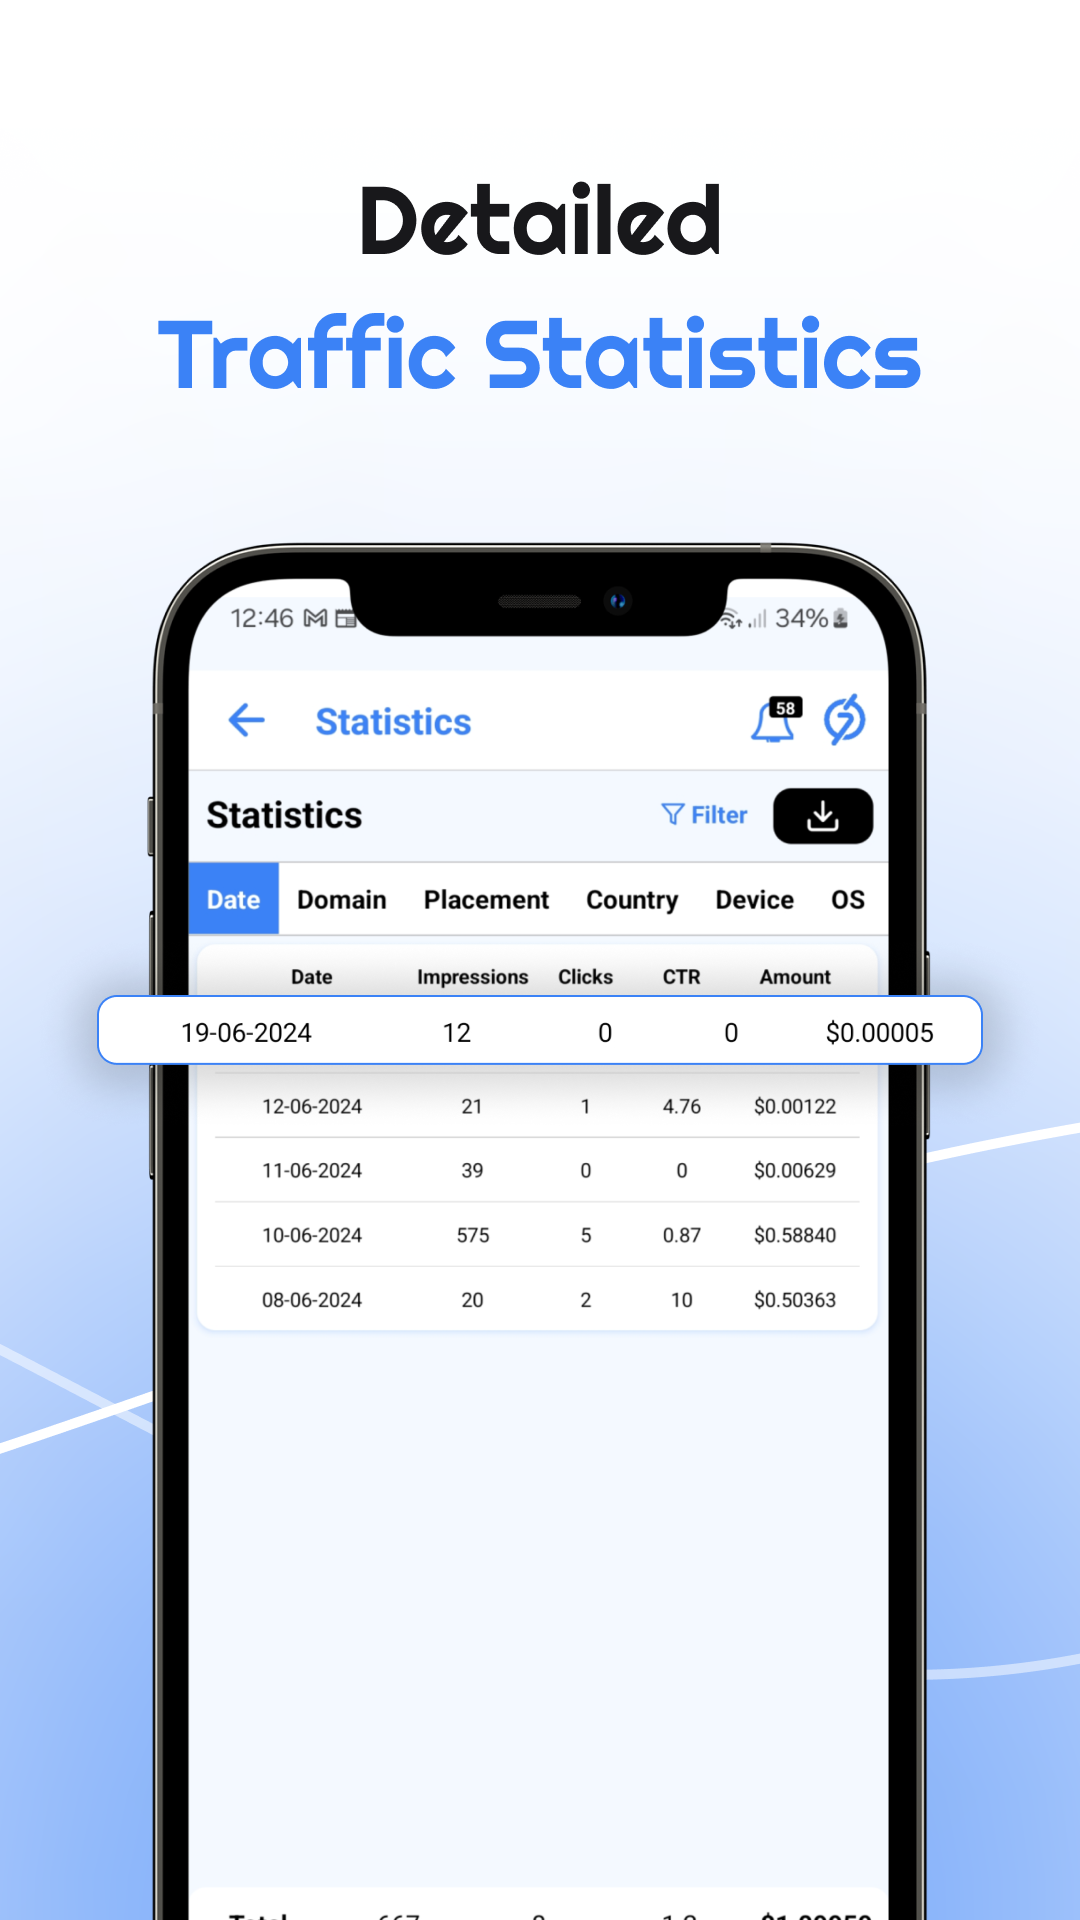 Detailed
Traffic Statistics
12:46 34%
Statistics 58
Statistics Filter
Date Domain Placement Country Device OS
Date Impressions Clicks CTR Amount
19-06-2024 12 0 0 $0.00005
12-06-2024 21 1 4.76 $0.00122
11-06-2024 39 0 0 $0.00629
10-06-2024 575 5 0.87 $0.58840
08-06-2024 20 2 10 $0.50363
Total 667